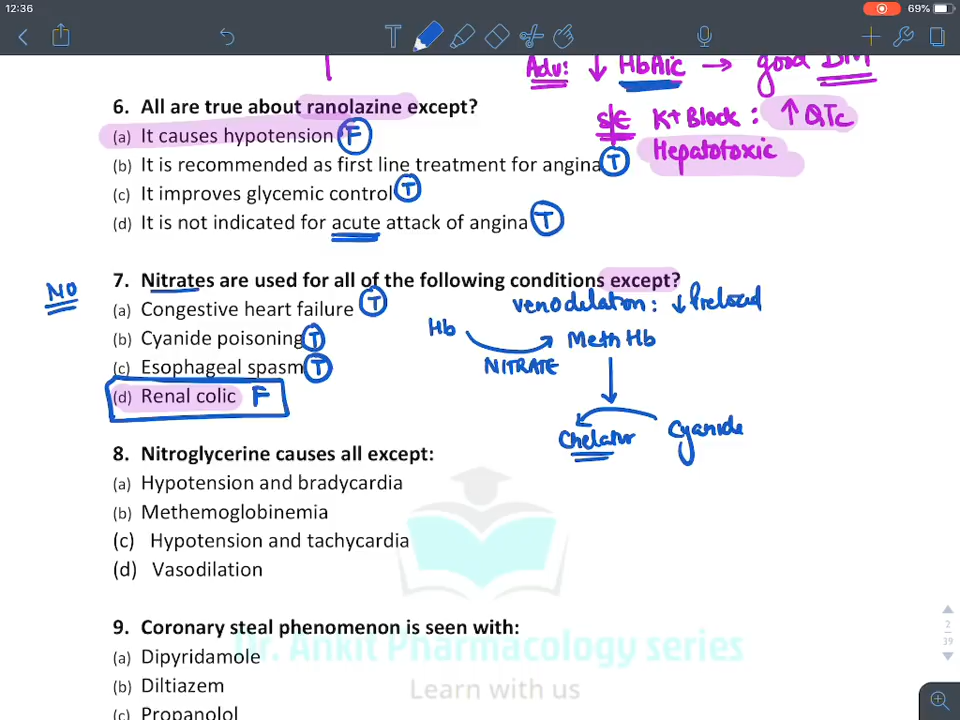 12:36
69%
T
Adv: ↓ HbA1c → good DM
6. All are true about ranolazine except?
S/E K+ Block : ↑ QTc
(a) It causes hypotension F
Hepatotoxic
(b) It is recommended as first line treatment for angina T
(c) It improves glycemic control T
(d) It is not indicated for acute attack of angina T
7. Nitrates are used for all of the following conditions except?
NO
(a) Congestive heart failure T
venodelation: ↓ Preload
(b) Cyanide poisoning T
Hb → Meth Hb
NITRATE
(c) Esophageal spasm T
(d) Renal colic F
Chelator Cyanide
8. Nitroglycerine causes all except:
(a) Hypotension and bradycardia
(b) Methemoglobinemia
(c) Hypotension and tachycardia
(d) Vasodilation
9. Coronary steal phenomenon is seen with:
Dr. Ankit Pharmacology series
(a) Dipyridamole
(b) Diltiazem
Learn with us
(c) Propanolol
2
39